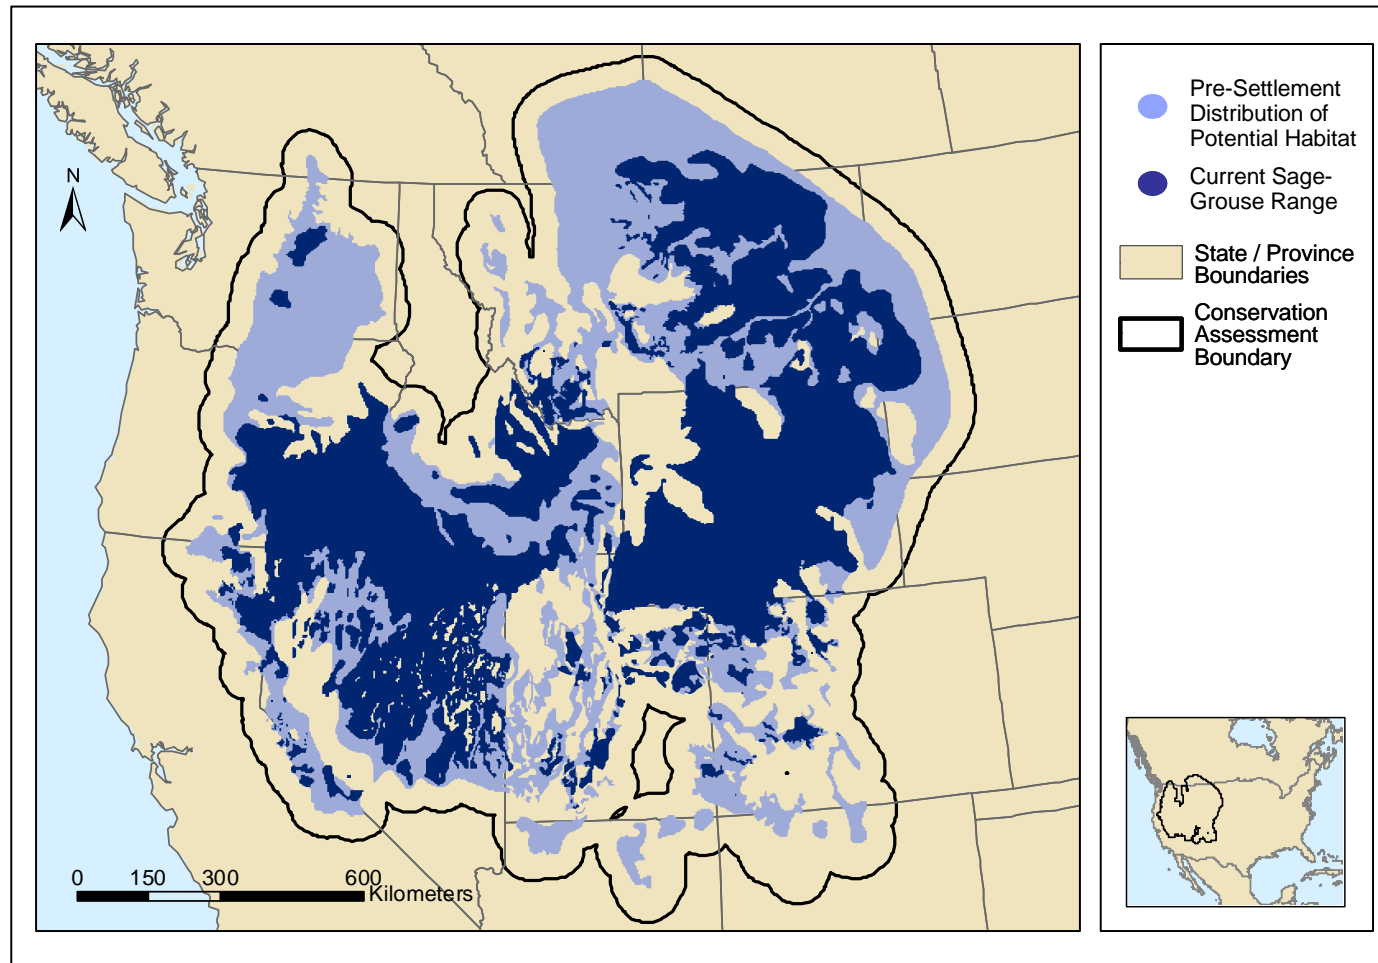 N
0 150 300 600
Kilometers
Pre-Settlement
Distribution of
Potential Habitat
Current Sage-
Grouse Range
State / Province
Boundaries
Conservation
Assessment
Boundary